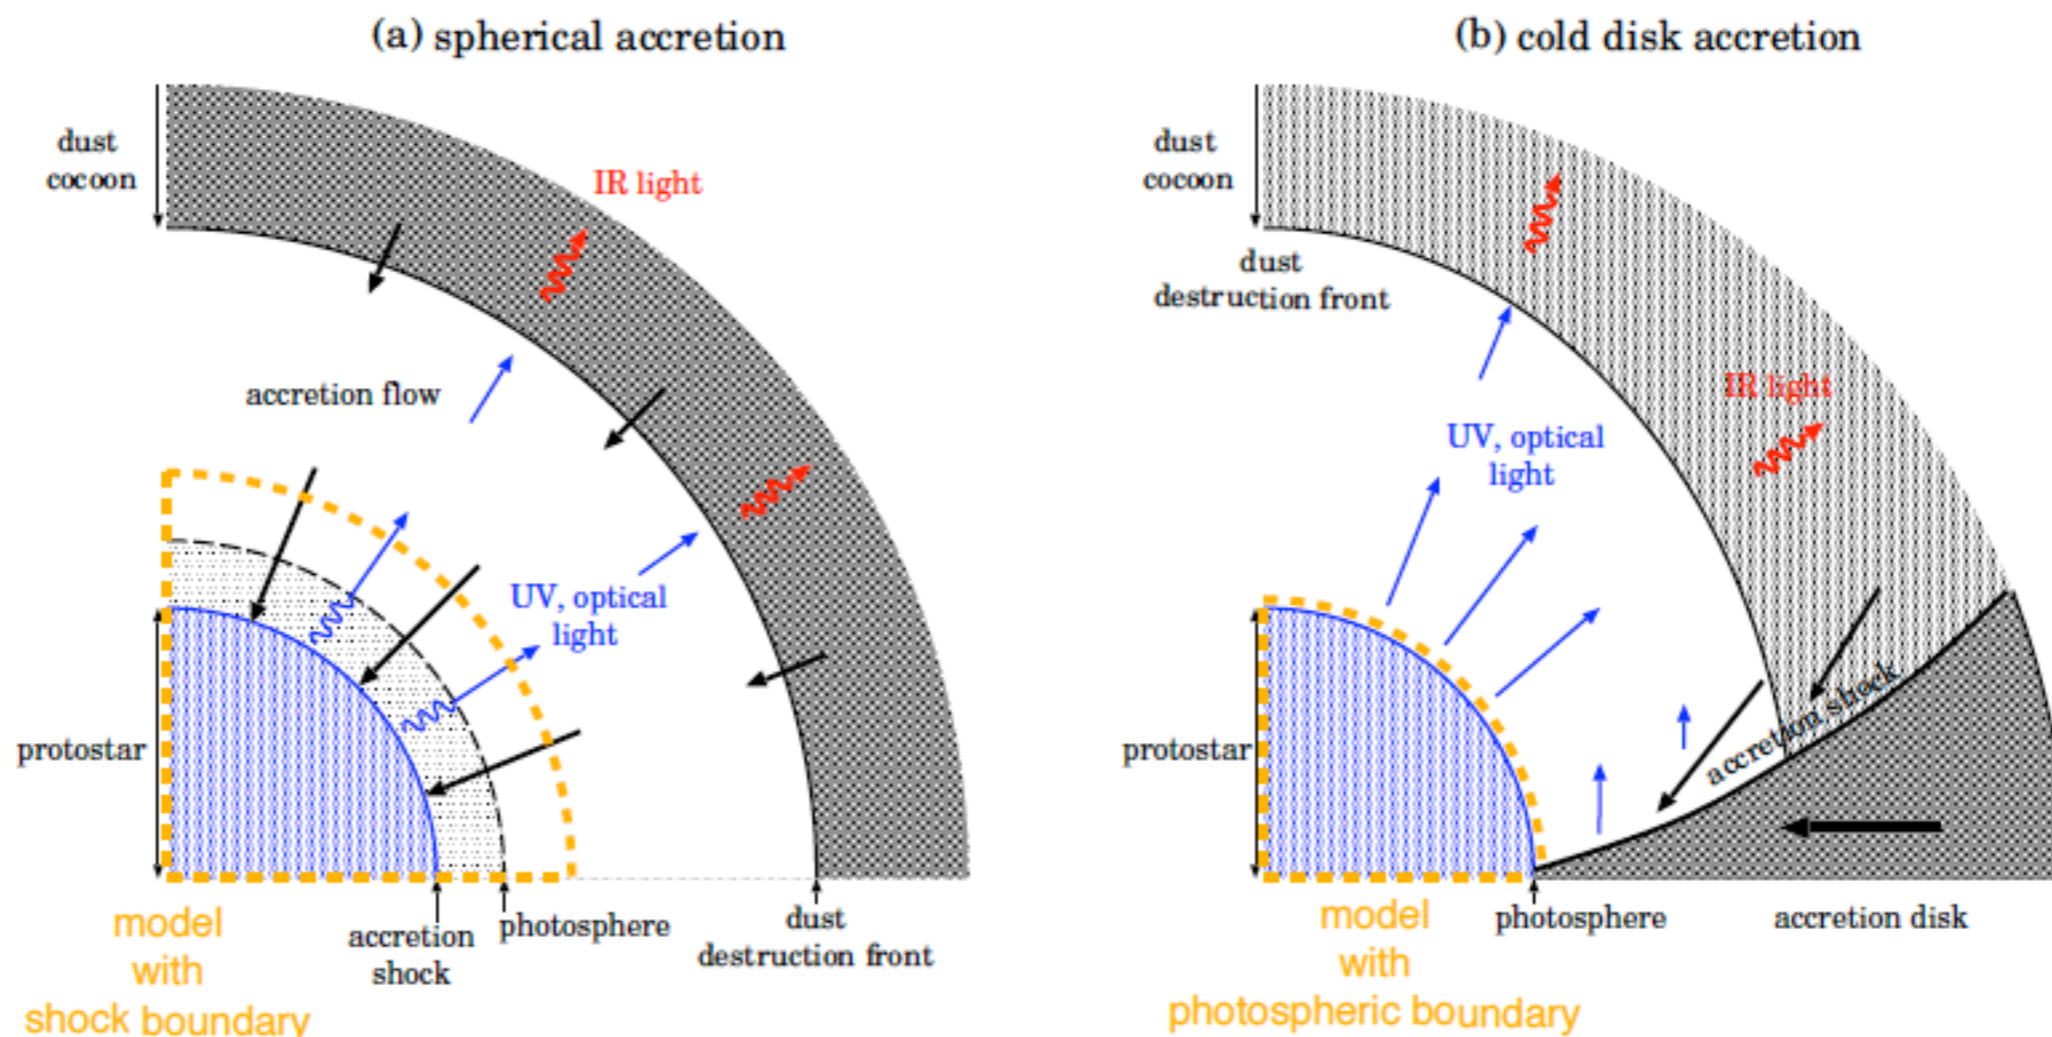 (a) spherical accretion
dust
cocoon
IR light
accretion flow
UV, optical
light
protostar
model
with
shock boundary
accretion
shock
photosphere
dust
destruction front
(b) cold disk accretion
dust
cocoon
dust
destruction front
IR light
UV, optical
light
accretion shock
protostar
model
with
photospheric boundary
photosphere
accretion disk